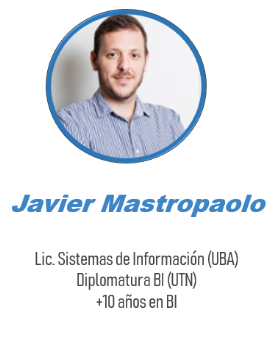 Javier Mastropaolo
Lic. Sistemas de Información (UBA)
Diplomatura BI (UTN)
+10 años en BI